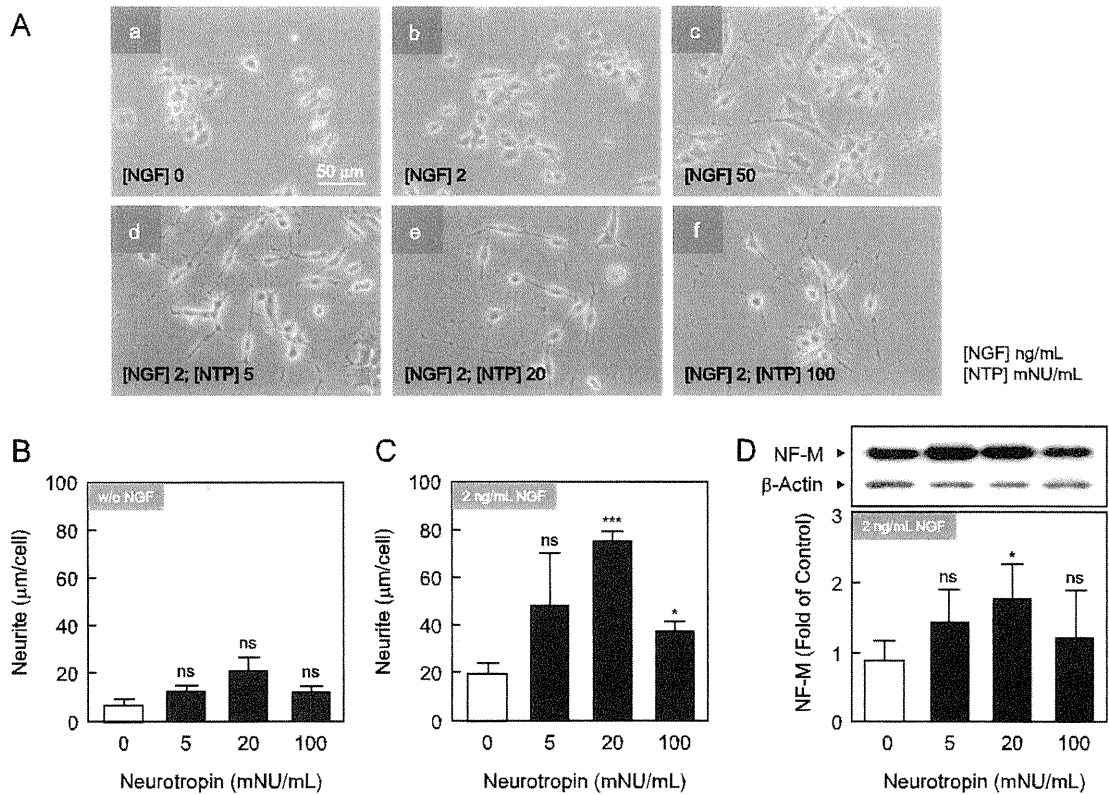 A
a
b
c
[NGF] 0
50 μm
[NGF] 2
[NGF] 50
d
e
f
[NGF] 2; [NTP] 5
[NGF] 2; [NTP] 20
[NGF] 2; [NTP] 100
[NGF] ng/mL
[NTP] mNU/mL
B
w/o NGF
Neurite (μm/cell)
100
80
60
40
20
0
ns
ns
ns
0 5 20 100
Neurotropin (mNU/mL)
C
2 ng/mL NGF
Neurite (μm/cell)
100
80
60
40
20
0
ns
***
*
0 5 20 100
Neurotropin (mNU/mL)
D
NF-M
β-Actin
2 ng/mL NGF
NF-M (Fold of Control)
3
2
1
0
ns
*
ns
0 5 20 100
Neurotropin (mNU/mL)